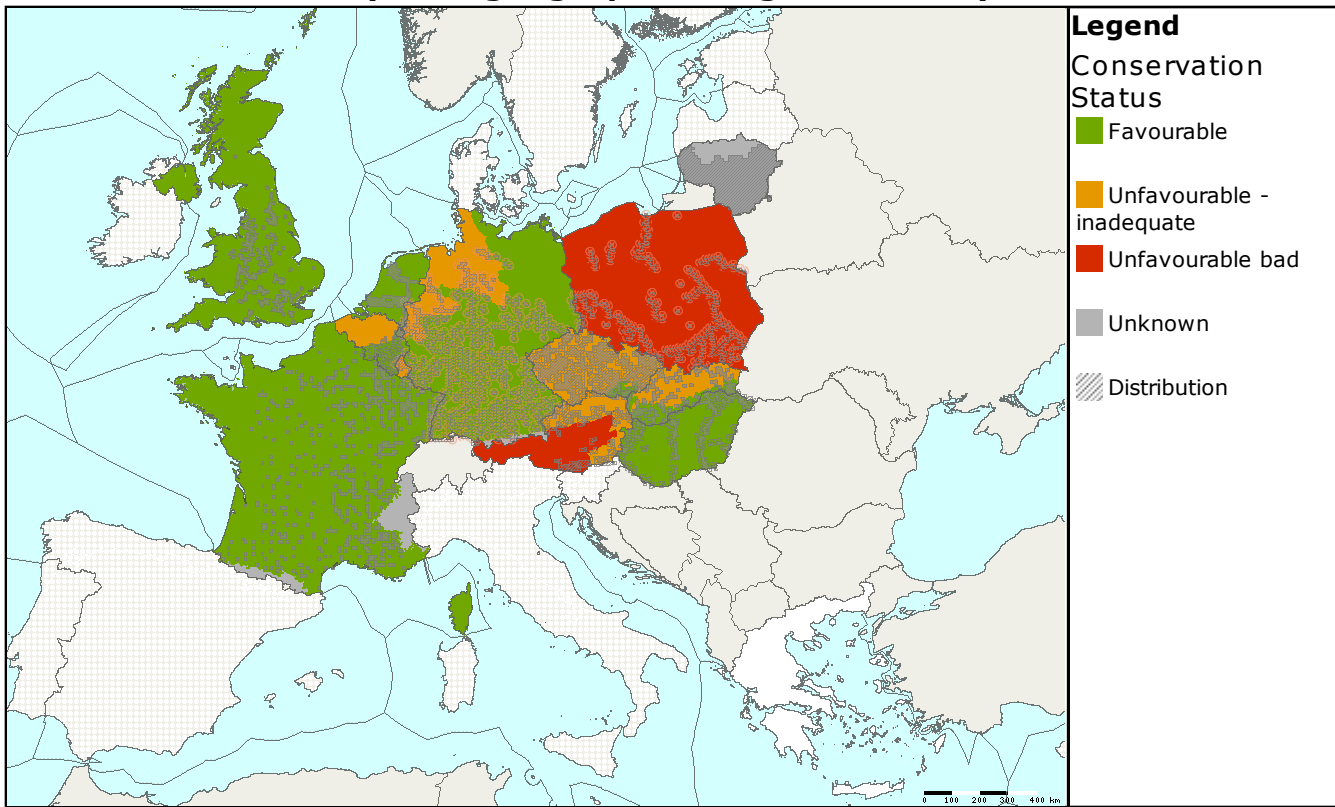 Legend
Conservation
Status
Favourable
Unfavourable -
inadequate
Unfavourable bad
Unknown
Distribution
0 100 200 300 400 km